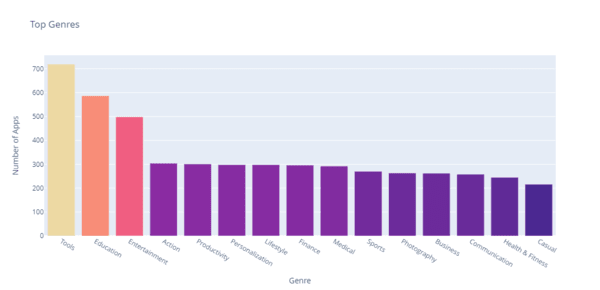 Top Genres
Number of Apps
700
600
500
400
300
200
100
0
Tools
Education
Entertainment
Action
Productivity
Personalization
Lifestyle
Finance
Medical
Sports
Photography
Business
Communication
Health & Fitness
Casual
Genre